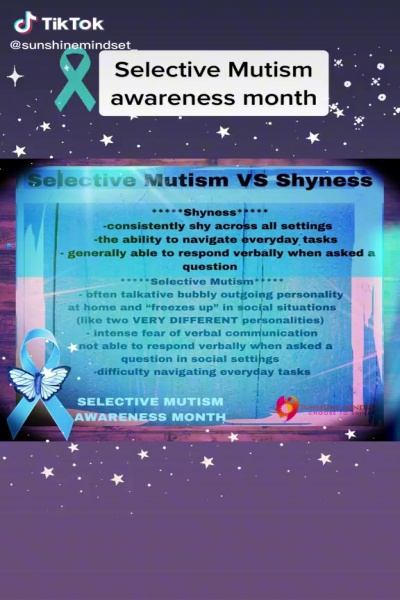 TikTok
@sunshinemindset_
Selective Mutism
awareness month
Selective Mutism VS Shyness
*****Shyness*****
-consistently shy across all settings
-the ability to navigate everyday tasks
- generally able to respond verbally when asked a
question
*****Selective Mutism*****
- often talkative bubbly outgoing personality
at home and “freezes up” in social situations
(like two VERY DIFFERENT personalities)
- intense fear of verbal communication
not able to respond verbally when asked a
question in social settings
-difficulty navigating everyday tasks
SELECTIVE MUTISM
AWARENESS MONTH